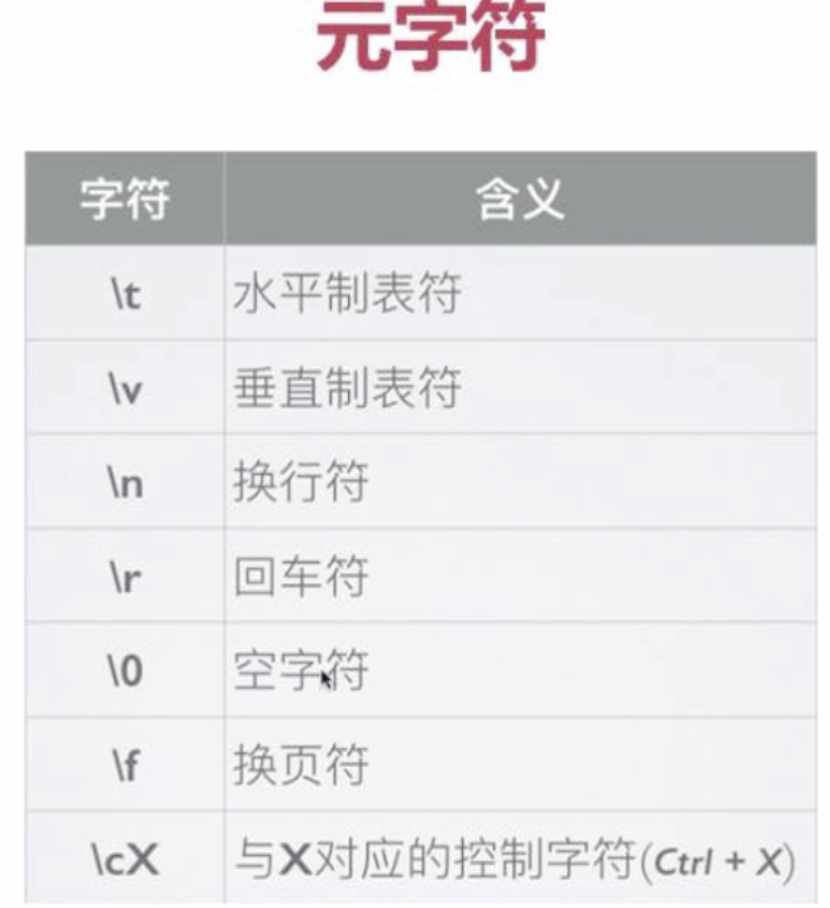 元字符
字符 含义
\t 水平制表符
\v 垂直制表符
\n 换行符
\r 回车符
\0 空字符
\f 换页符
\cX 与X对应的控制字符(Ctrl + X)